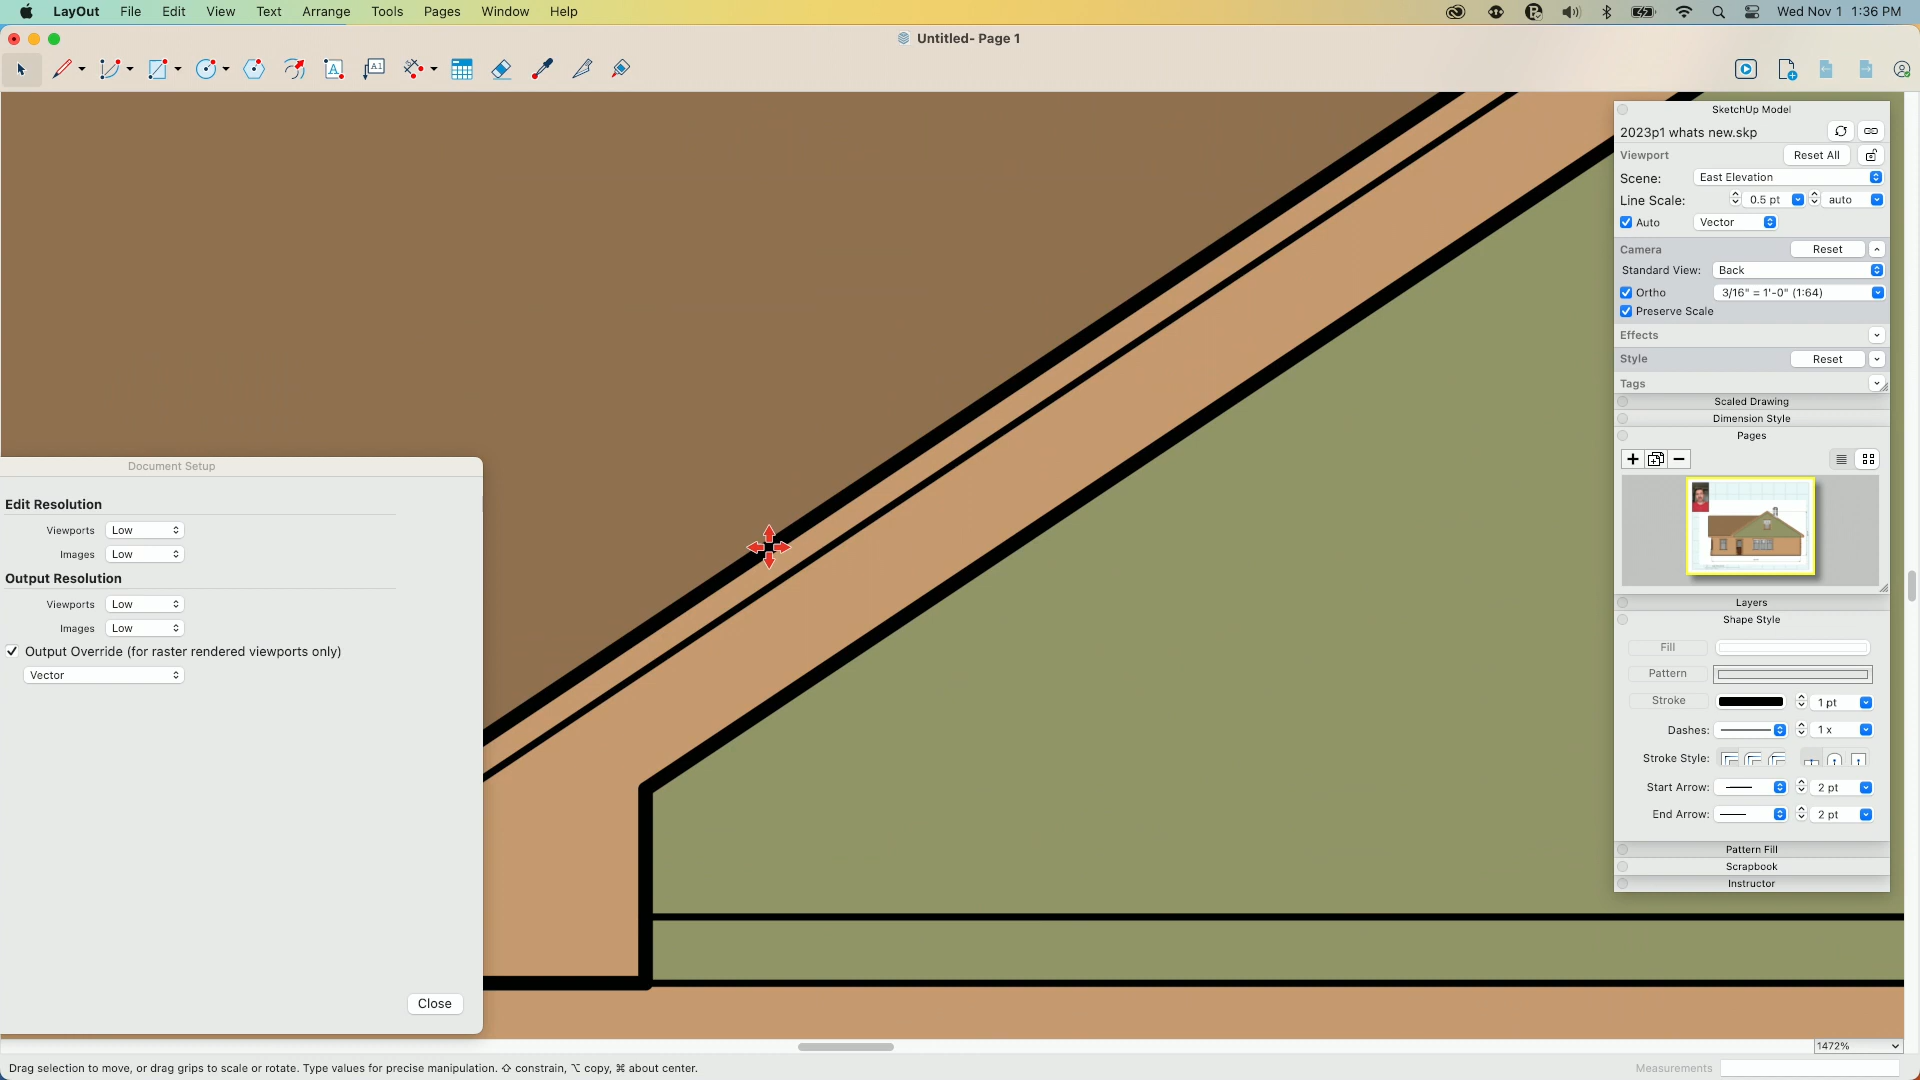 LayOut File Edit View Text Arrange Tools Pages Window Help Wed Nov 1 1:36 PM
Untitled- Page 1
A A1
SketchUp Model
2023p1 whats new.skp
Viewport Reset All
Scene: East Elevation
Line Scale: 0.5 pt auto
Auto Vector
Camera Reset
Standard View: Back
Ortho 3/16" = 1'-0" (1:64)
Preserve Scale
Effects
Style Reset
Tags
Scaled Drawing
Dimension Style
Pages
Layers
Shape Style
Fill
Pattern
Stroke 1 pt
Dashes: 1 x
Stroke Style:
Start Arrow: 2 pt
End Arrow: 2 pt
Pattern Fill
Scrapbook
Instructor
Document Setup
Edit Resolution
Viewports Low
Images Low
Output Resolution
Viewports Low
Images Low
Output Override (for raster rendered viewports only)
Vector
Close
1472%
Drag selection to move, or drag grips to scale or rotate. Type values for precise manipulation. ⇧ constrain, ⌥ copy, ⌘ about center. Measurements